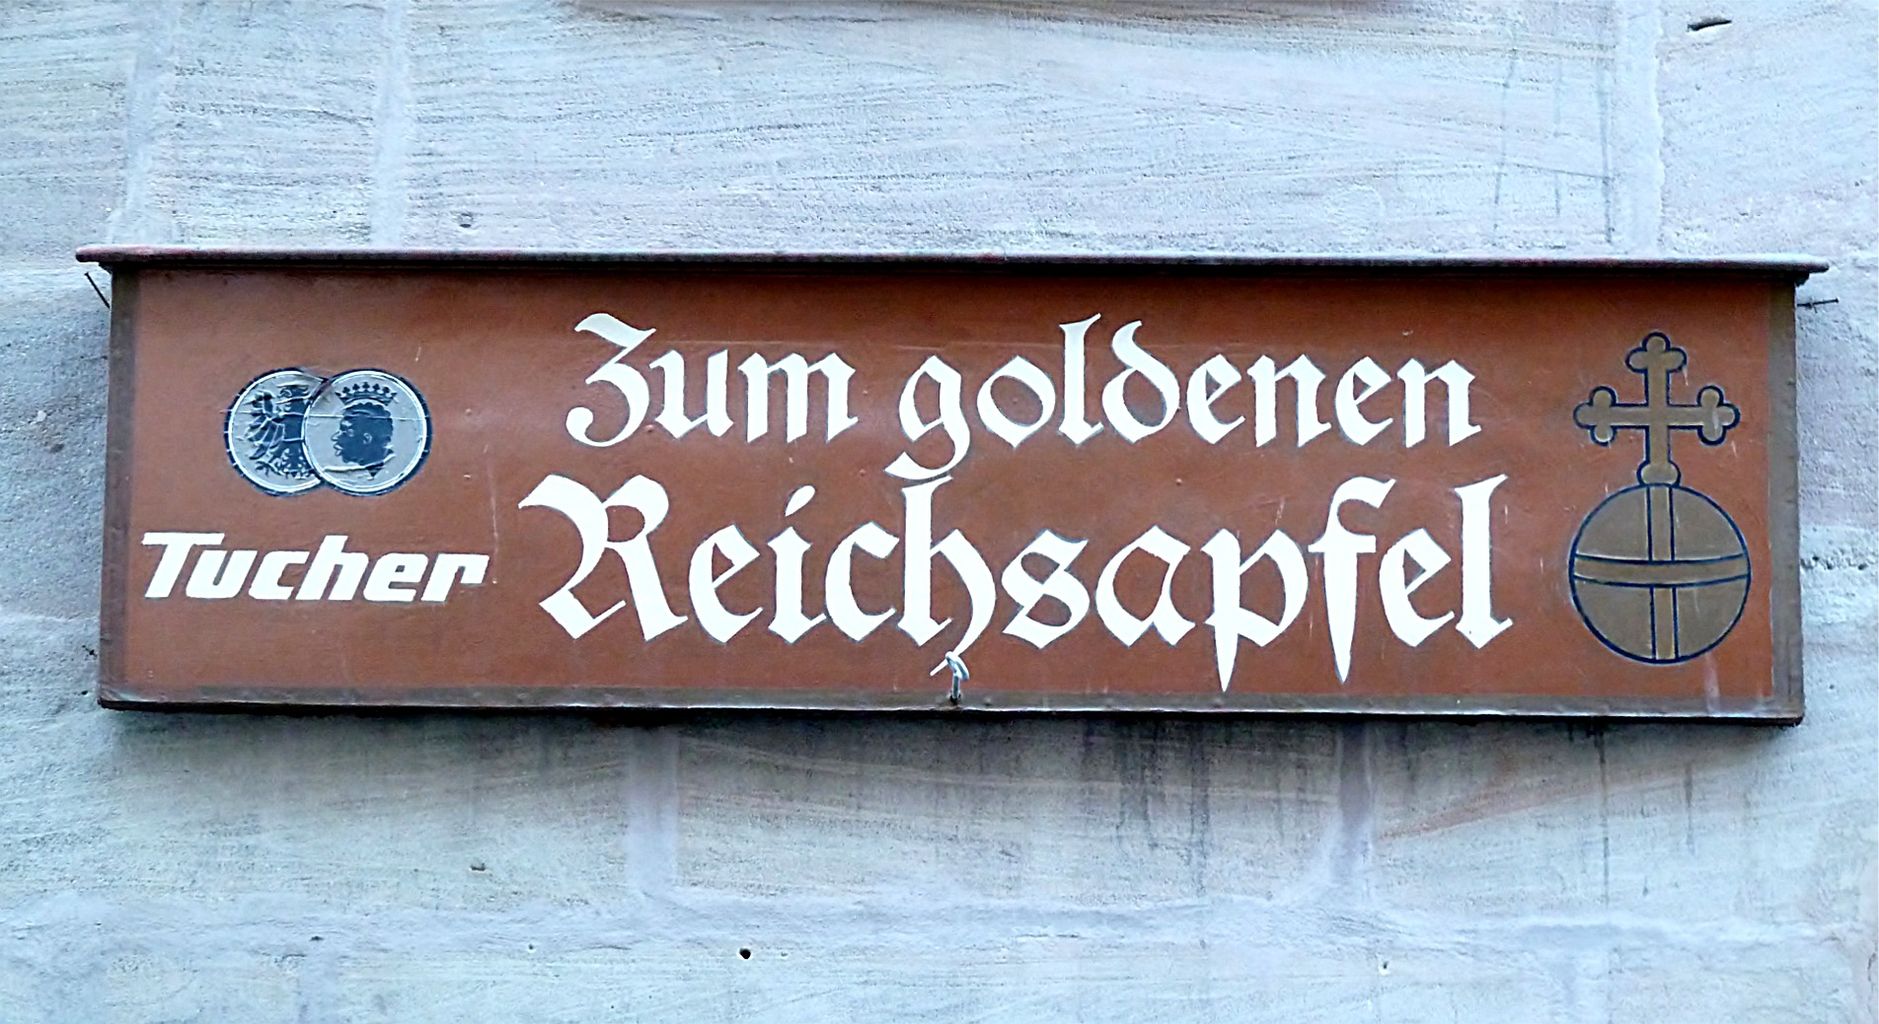 Tucher
Zum goldenen
Reichsapfel